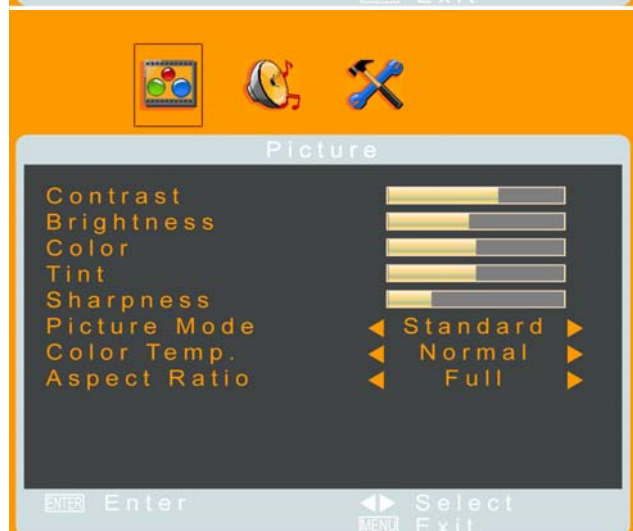 Exit
Picture
Contrast
Brightness
Color
Tint
Sharpness
Picture Mode Standard
Color Temp. Normal
Aspect Ratio Full
ENTER Enter Select
MENU Exit